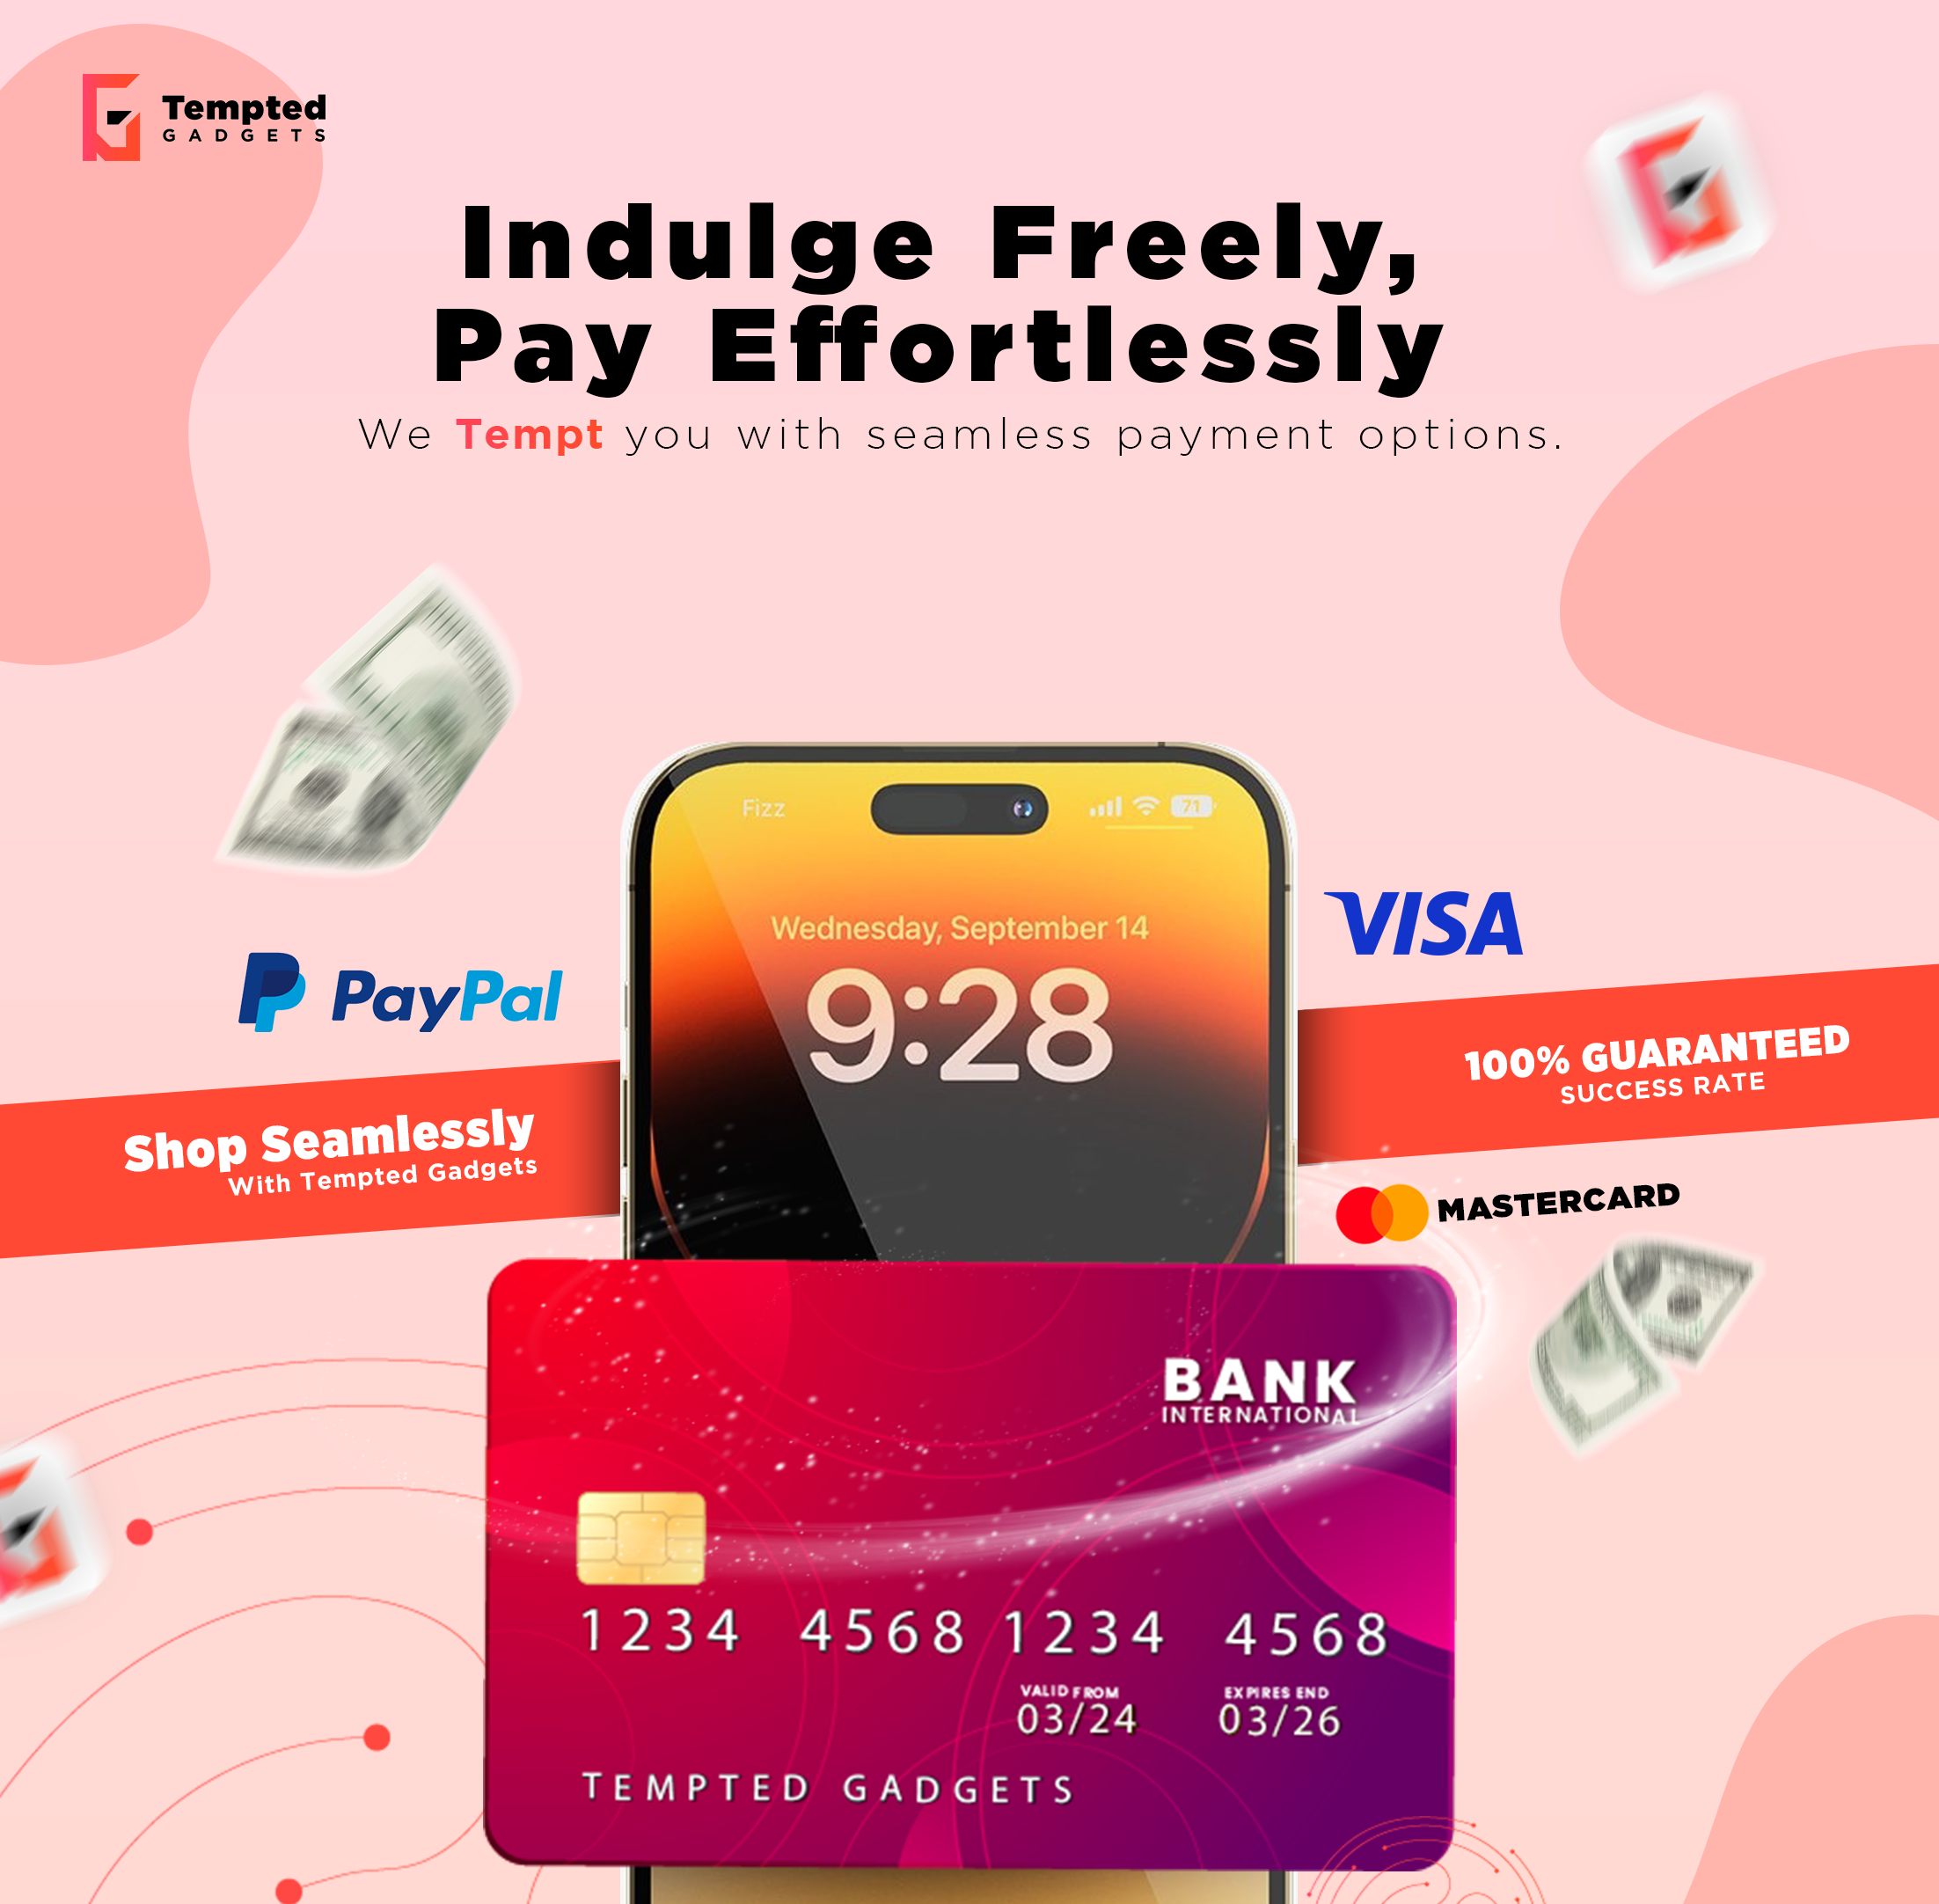 Tempted
GADGETS
Indulge Freely,
Pay Effortlessly
We Tempt you with seamless payment options.
Fizz
71
Wednesday, September 14
9:28
VISA
PayPal
100% GUARANTEED
SUCCESS RATE
Shop Seamlessly
With Tempted Gadgets
MASTERCARD
BANK
INTERNATIONAL
1234 4568 1234 4568
VALID FROM EXPIRES END
03/24 03/26
TEMPTED GADGETS